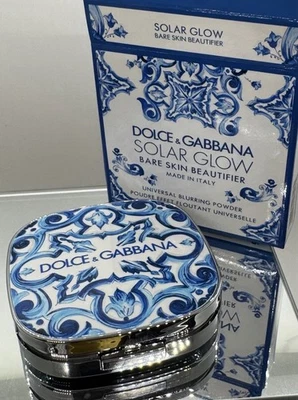 SOLAR GLOW
BARE SKIN BEAUTIFIER
DOLCE & GABBANA
SOLAR GLOW
BARE SKIN BEAUTIFIER
MADE IN ITALY
UNIVERSAL BLURRING POWDER
POUDRE EFFET FLOUTANT UNIVERSELLE
DOLCE & GABBANA